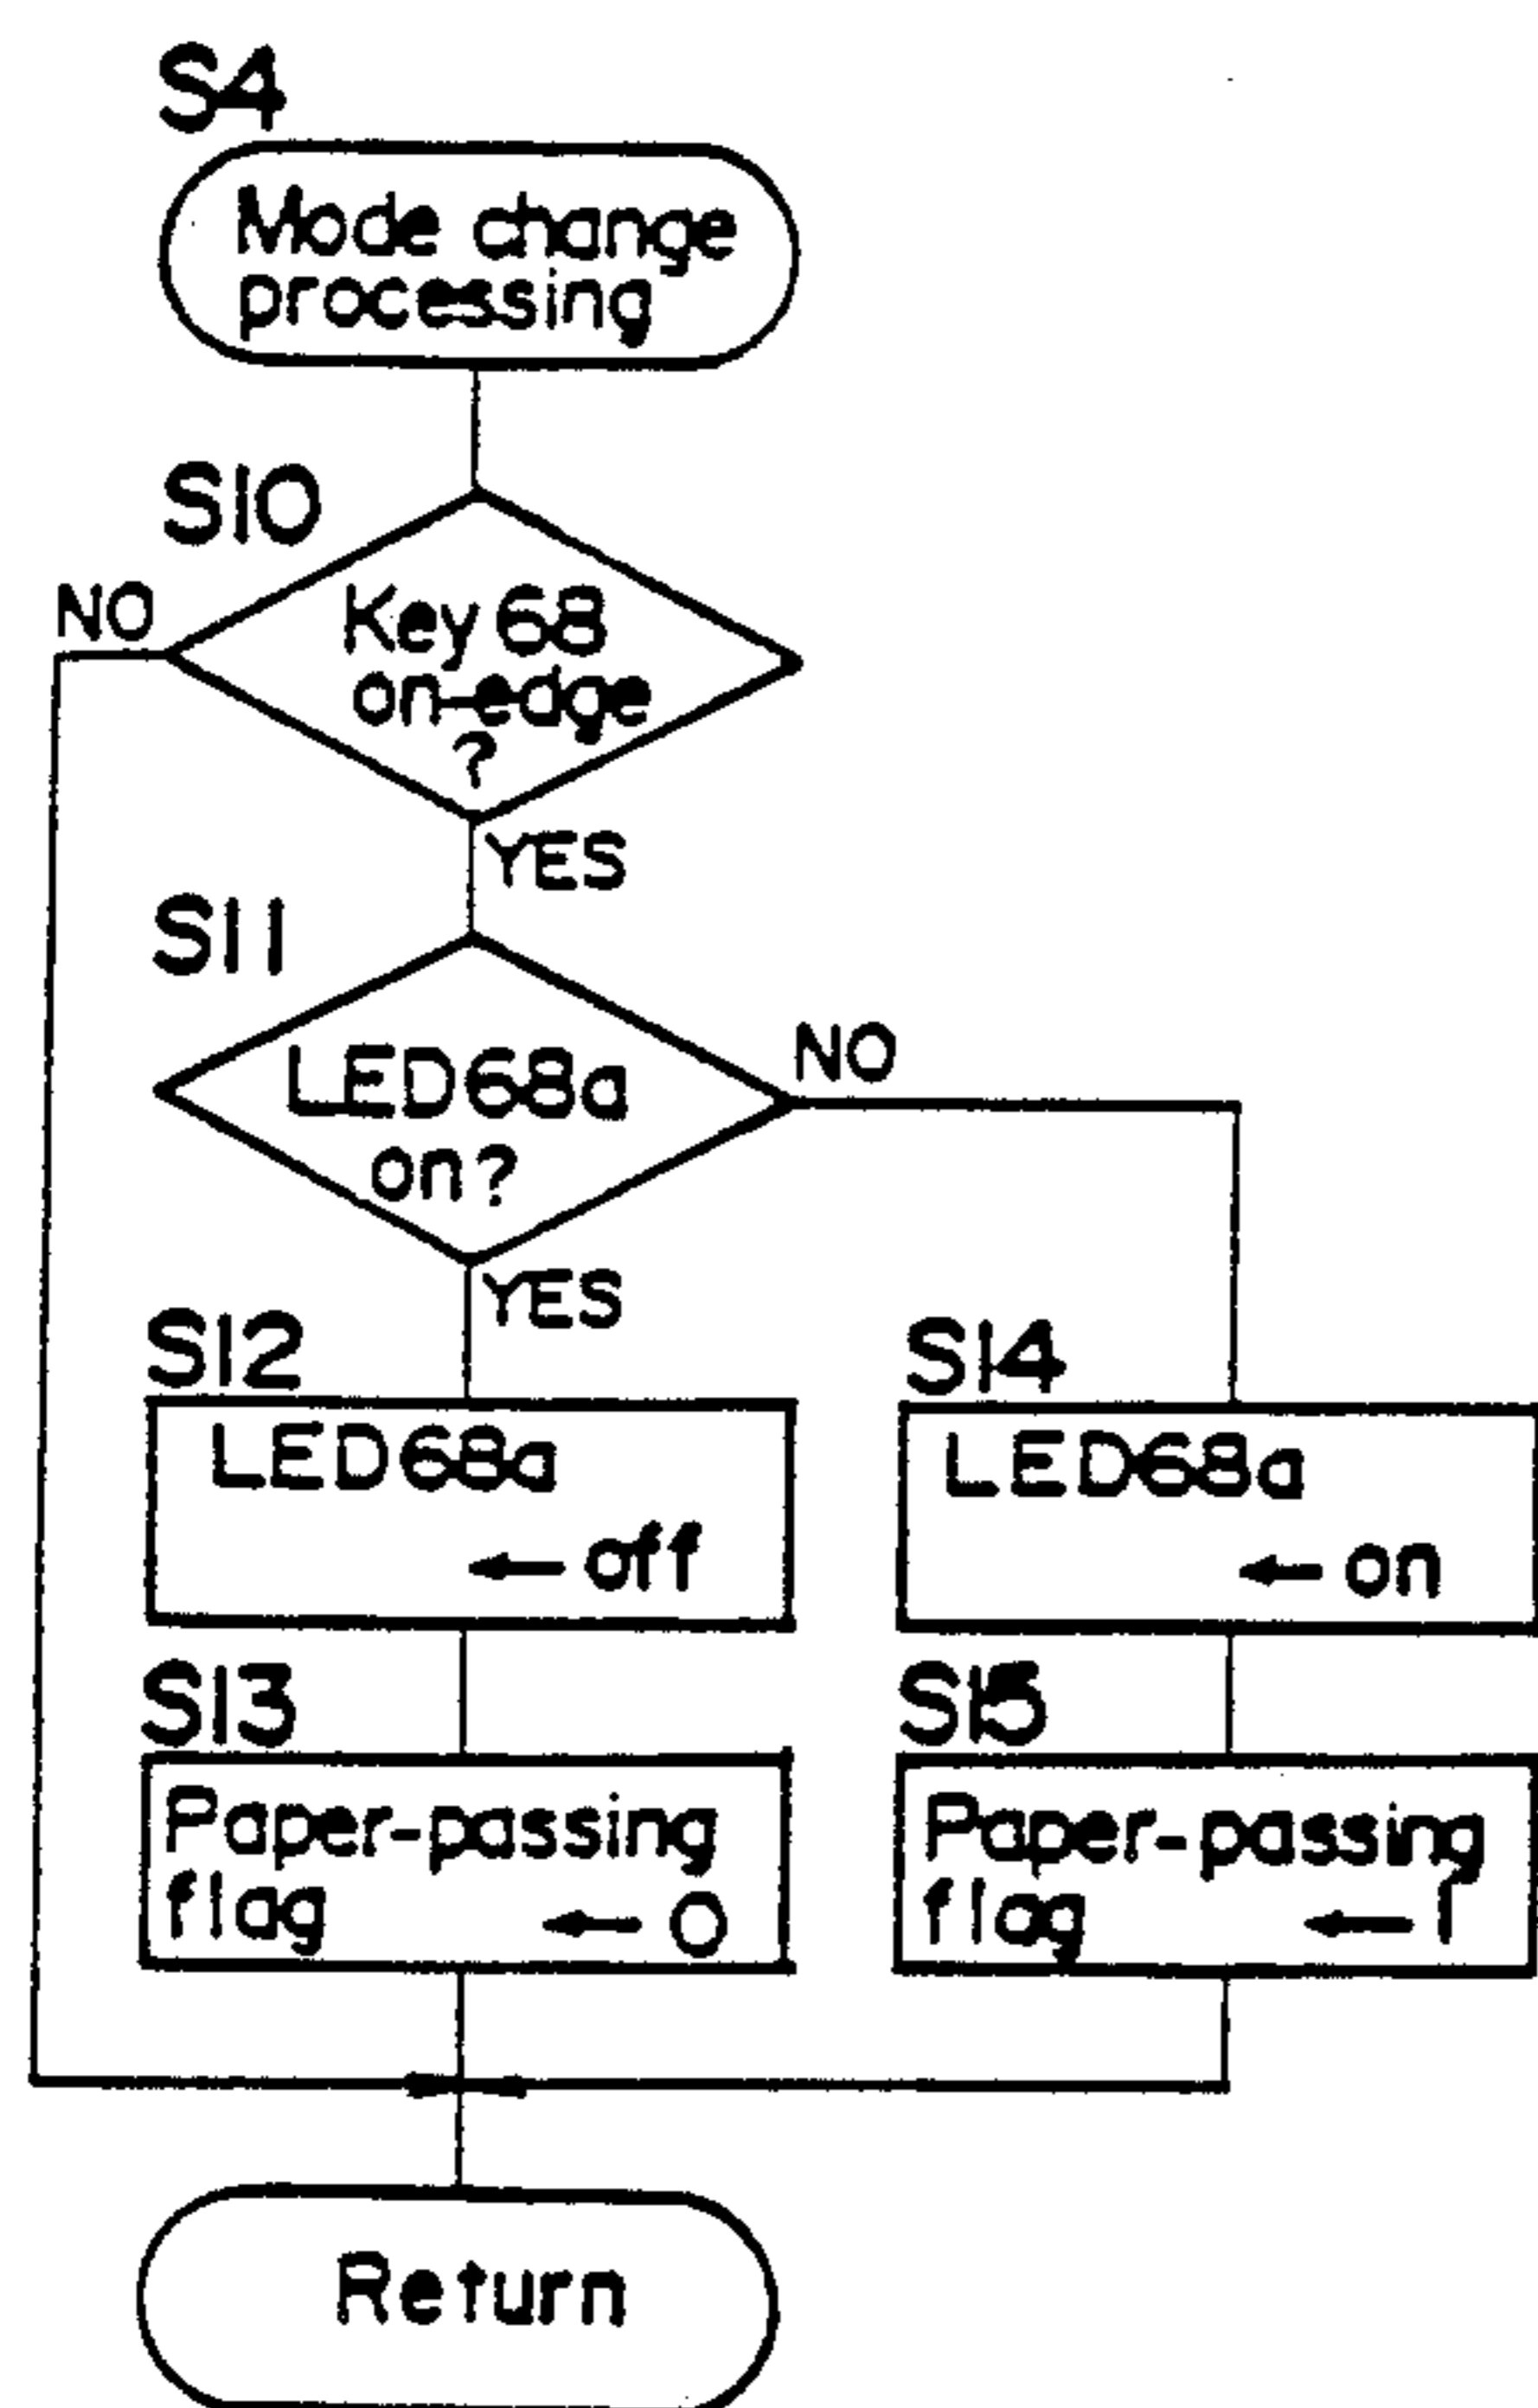 S4
Mode change
processing
S10
NO
Key 68
on-edge
?
YES
S11
NO
LED68a
on?
YES
S12
LED68a
← off
S14
LED68a
← on
S13
Paper-passing
flag ← 0
S15
Paper-passing
flag ← 1
Return